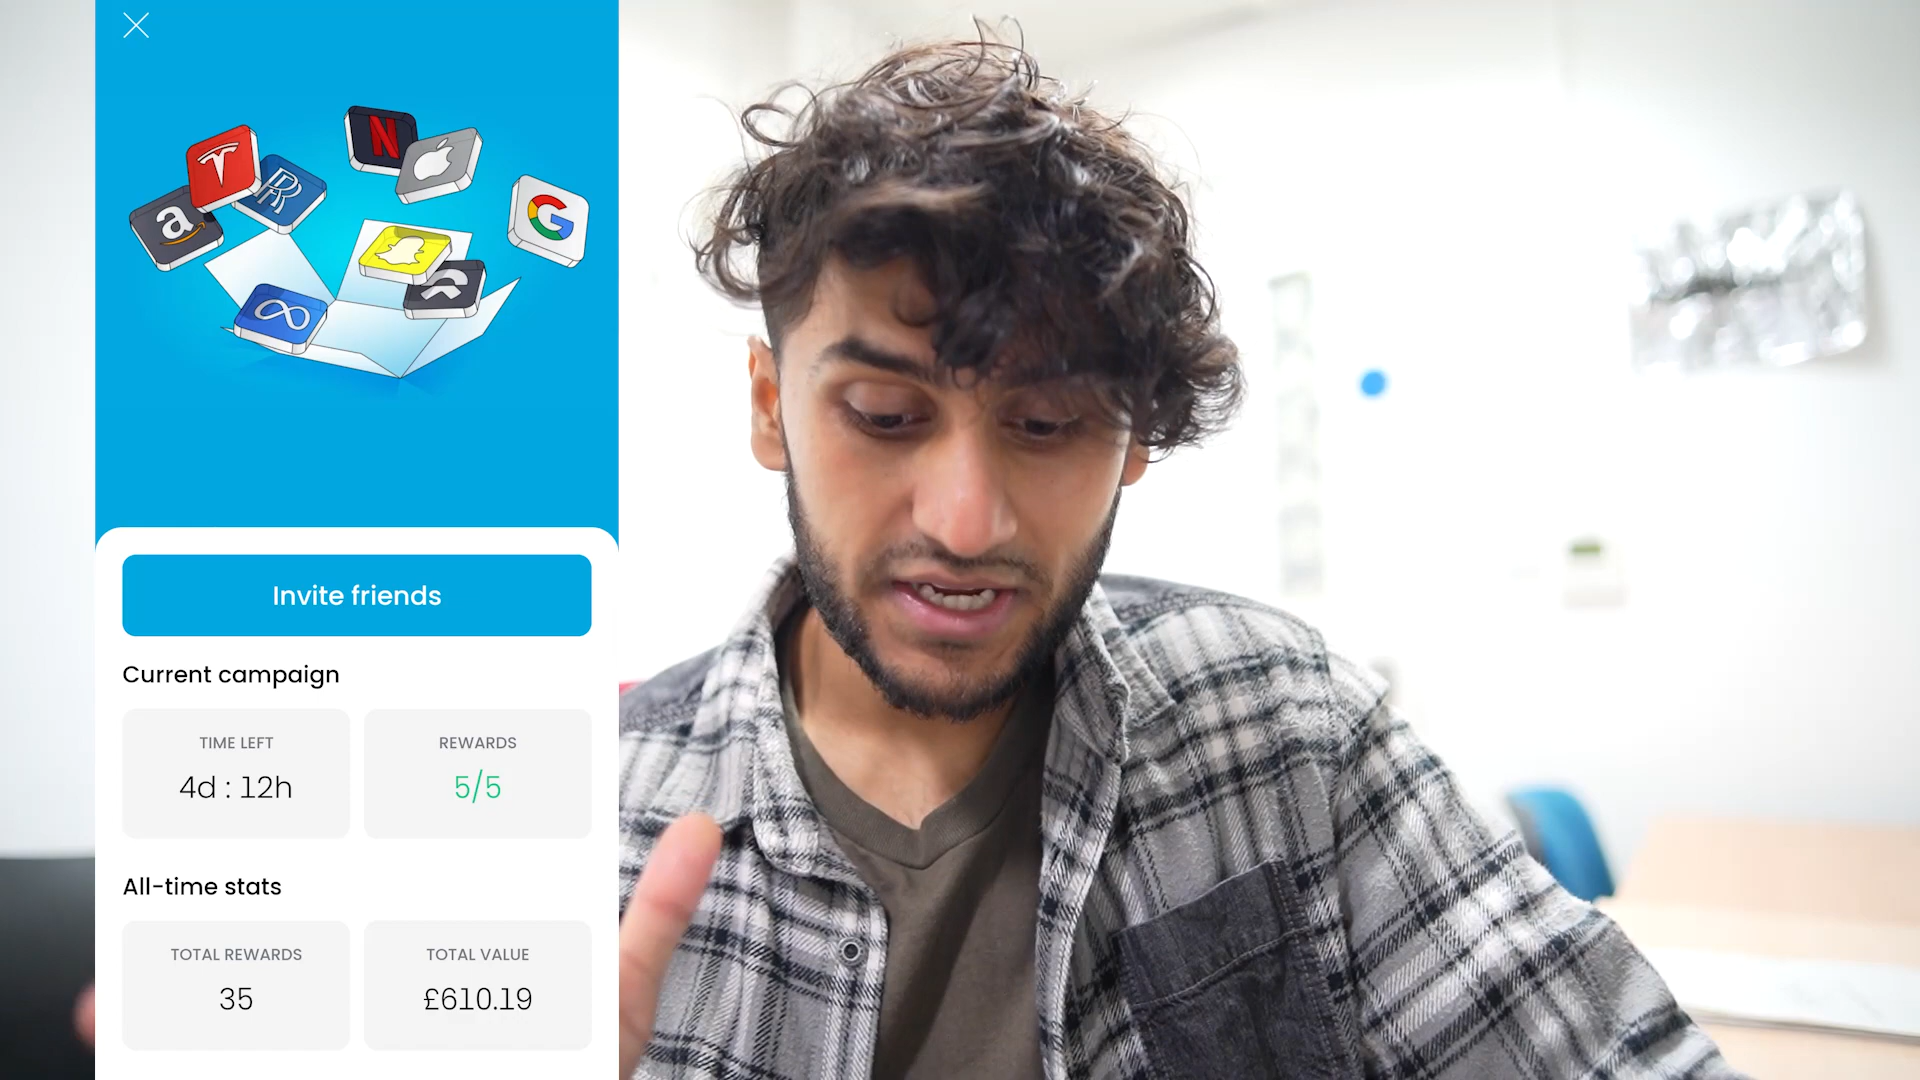 Invite friends
Current campaign
TIME LEFT
REWARDS
4d : 12h
5/5
All-time stats
TOTAL REWARDS
TOTAL VALUE
35
£610.19